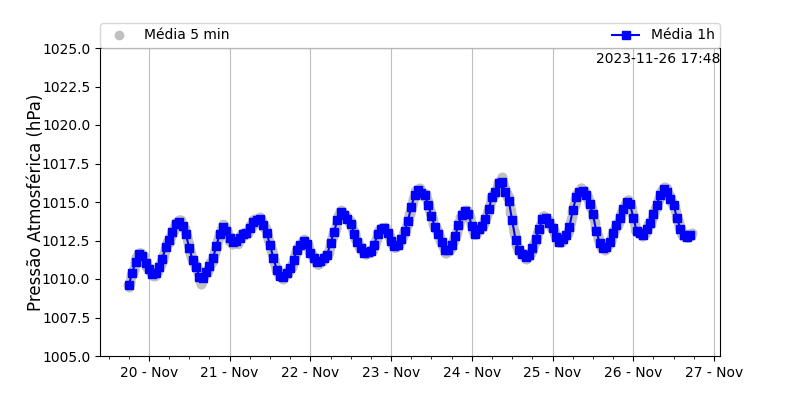 Média 5 min
Média 1h
2023-11-26 17:48
Pressão Atmosférica (hPa)
1025.0
1022.5
1020.0
1017.5
1015.0
1012.5
1010.0
1007.5
1005.0
20 - Nov
21 - Nov
22 - Nov
23 - Nov
24 - Nov
25 - Nov
26 - Nov
27 - Nov